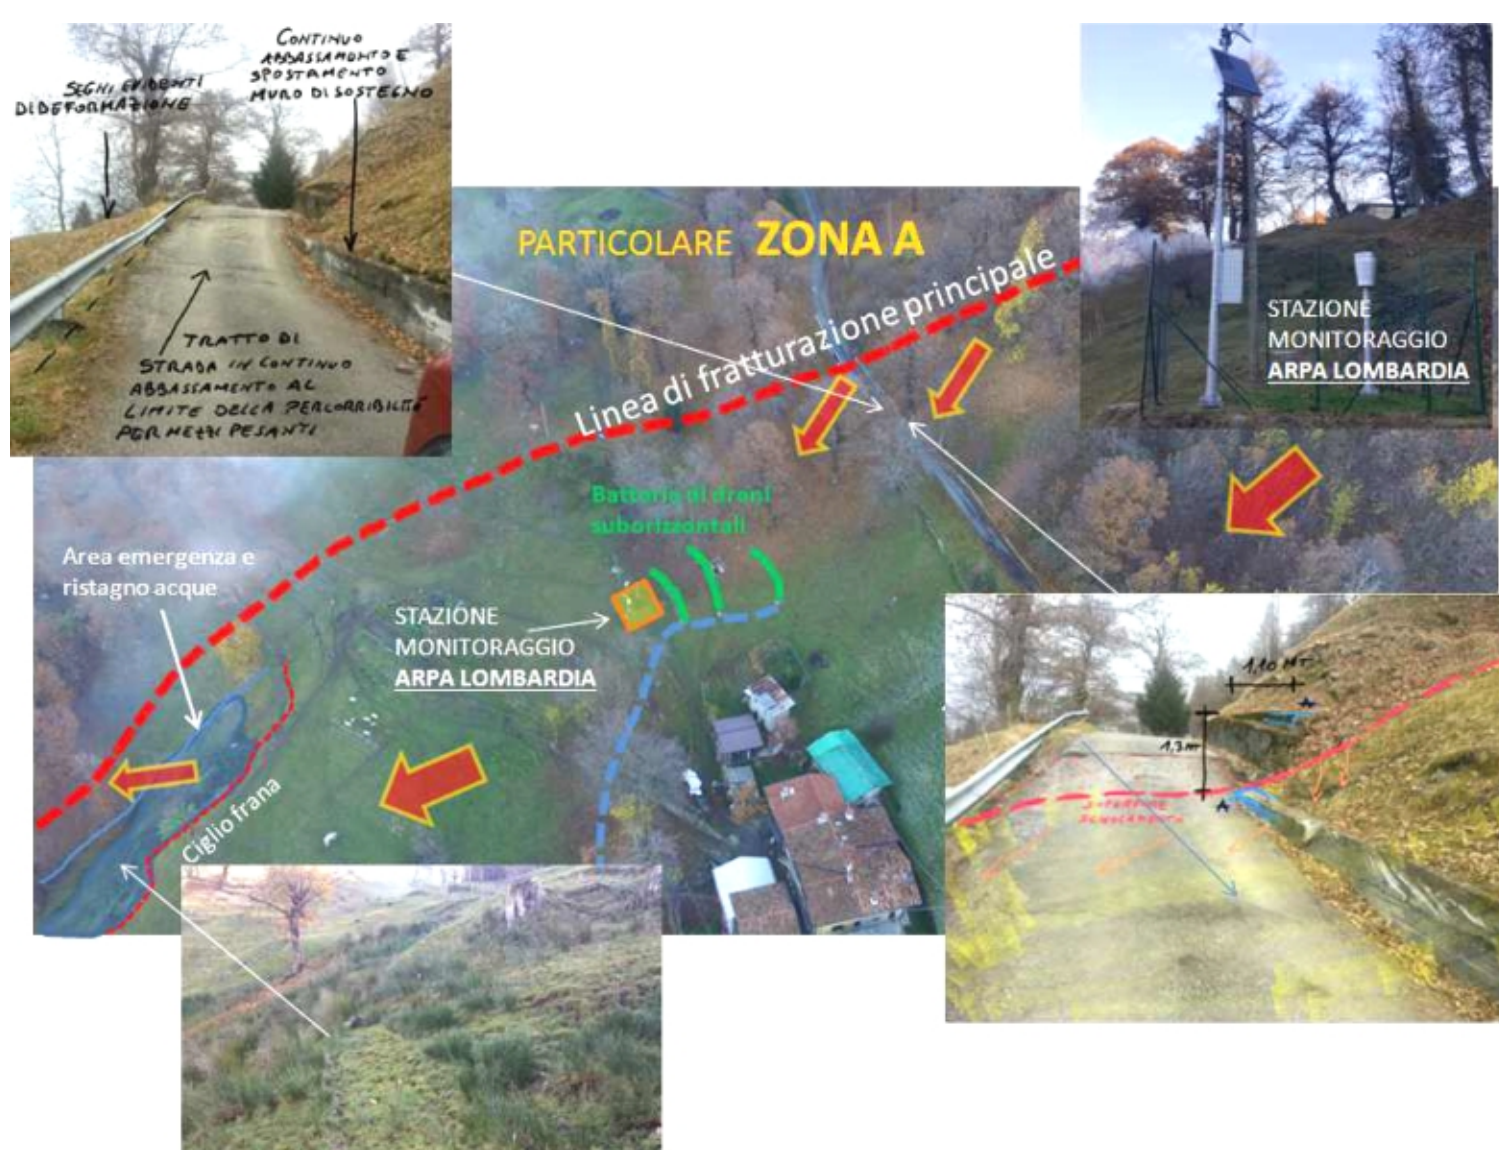 SEGNI EVIDENTI
DI DEFORMAZIONE
CONTINUO
ABBASSAMENTO E
SPOSTAMENTO
MURO DI SOSTEGNO
TRATTO DI
STRADA IN CONTINUO
ABBASSAMENTO AL
LIMITE DELLA PERCORRIBILITÀ
PER MEZZI PESANTI
PARTICOLARE ZONA A
Linea di fratturazione principale
STAZIONE
MONITORAGGIO
ARPA LOMBARDIA
Batteria di dreni
suborizzontali
Area emergenza e
ristagno acque
STAZIONE
MONITORAGGIO
ARPA LOMBARDIA
Ciglio frana
1,10 MT
A
1,3 m
A
SUPERFICIE
SCIVOLAMENTO